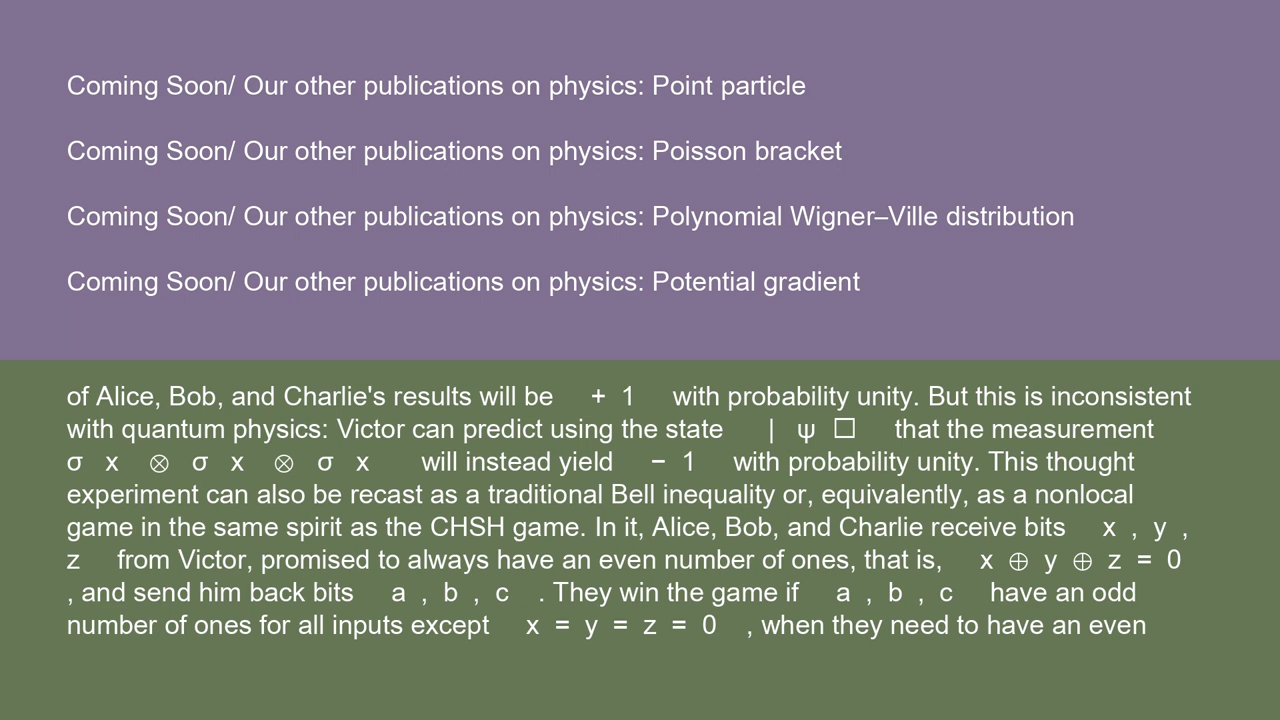 Coming Soon/ Our other publications on physics: Point particle
Coming Soon/ Our other publications on physics: Poisson bracket
Coming Soon/ Our other publications on physics: Polynomial Wigner–Ville distribution
Coming Soon/ Our other publications on physics: Potential gradient
of Alice, Bob, and Charlie's results will be + 1 with probability unity. But this is inconsistent
with quantum physics: Victor can predict using the state | ψ □ that the measurement
σ x ⊗ σ x ⊗ σ x will instead yield − 1 with probability unity. This thought
experiment can also be recast as a traditional Bell inequality or, equivalently, as a nonlocal
game in the same spirit as the CHSH game. In it, Alice, Bob, and Charlie receive bits x , y ,
z from Victor, promised to always have an even number of ones, that is, x ⊕ y ⊕ z = 0
, and send him back bits a , b , c . They win the game if a , b , c have an odd
number of ones for all inputs except x = y = z = 0 , when they need to have an even